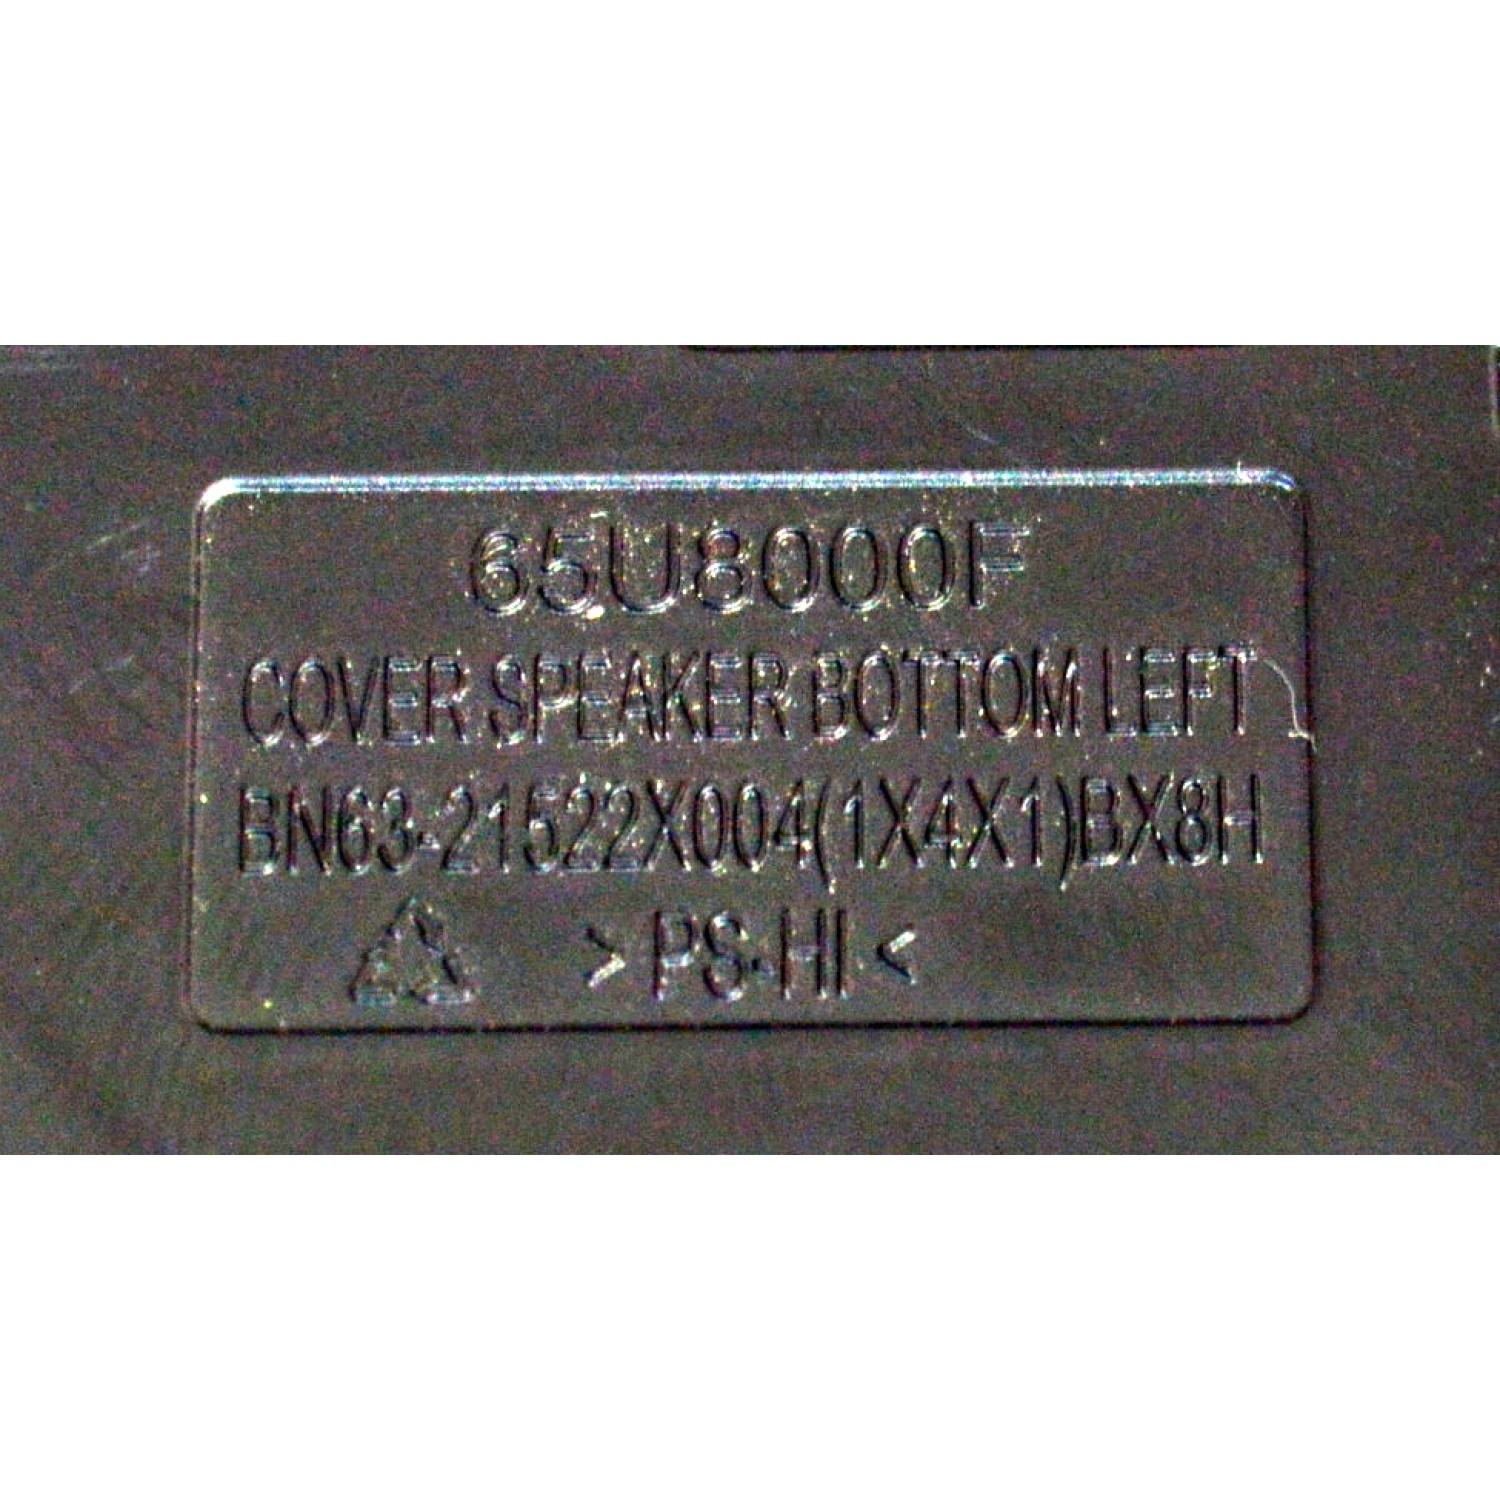 65U8000F
COVER SPEAKER BOTTOM LEFT
BN63-21522X004(1X4X1)BX8H
>PS-HI<